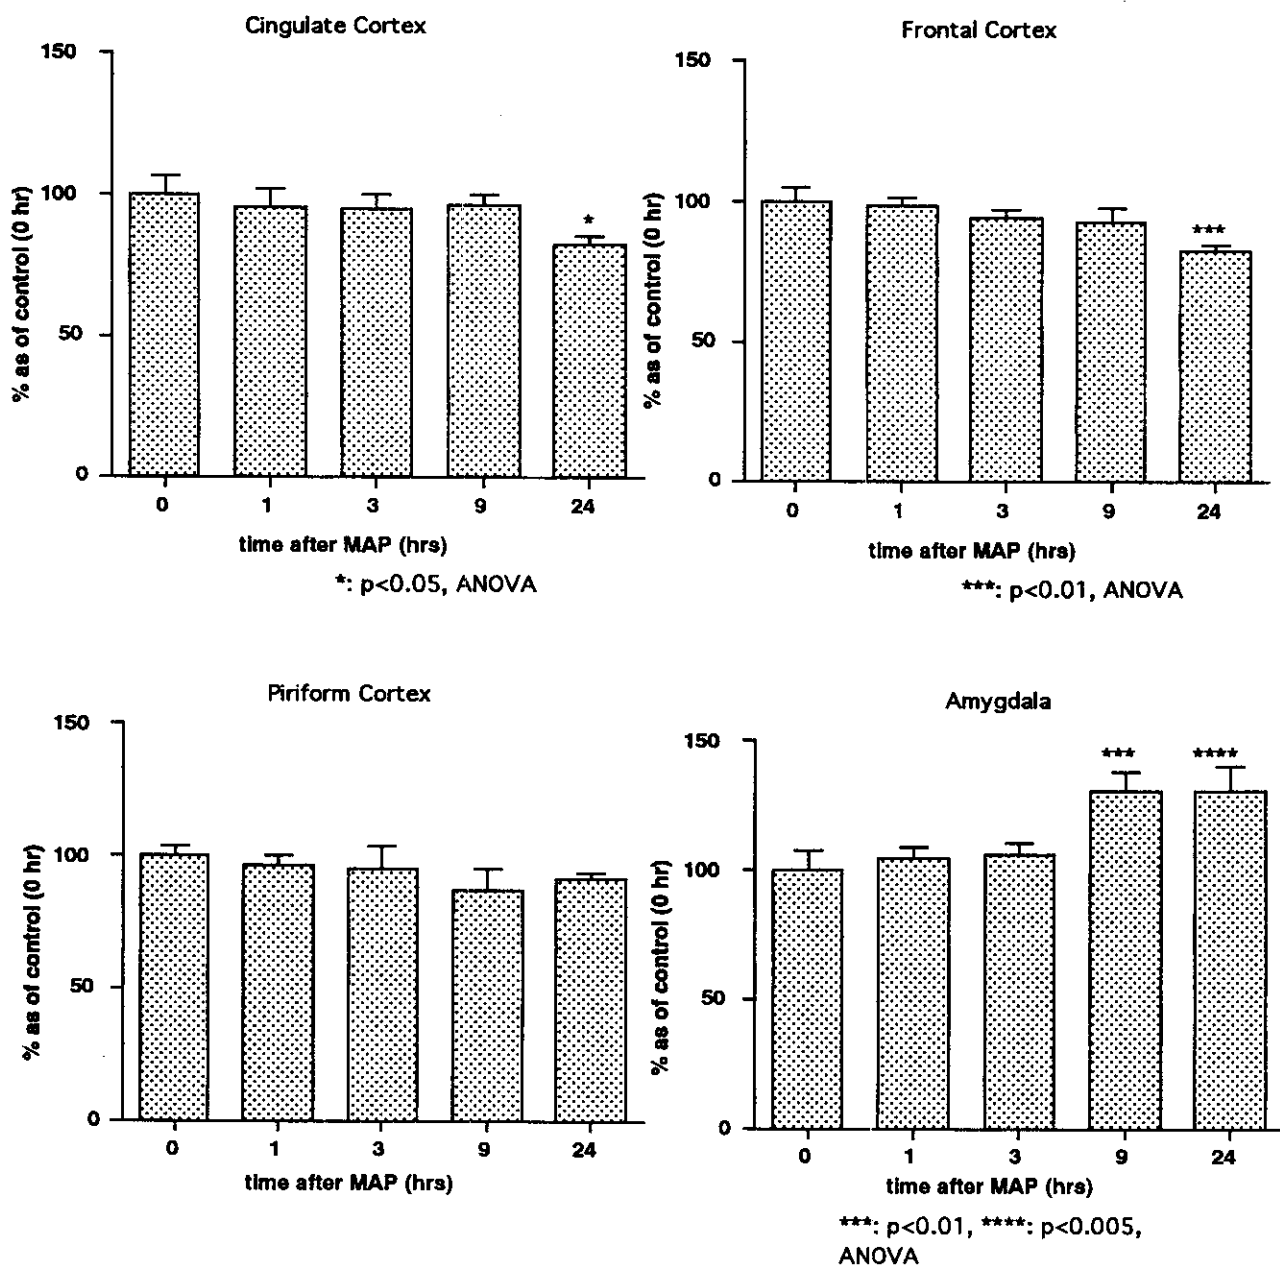 Cingulate Cortex
% as of control (0 hr)
150
100
50
0
*
0 1 3 9 24
time after MAP (hrs)
*: p<0.05, ANOVA
Frontal Cortex
% as of control (0 hr)
150
100
50
0
***
0 1 3 9 24
time after MAP (hrs)
***: p<0.01, ANOVA
Piriform Cortex
% as of control (0 hr)
150
100
50
0
0 1 3 9 24
time after MAP (hrs)
Amygdala
% as of control (0 hr)
150
100
50
0
*** ****
0 1 3 9 24
time after MAP (hrs)
***: p<0.01, ****: p<0.005,
ANOVA